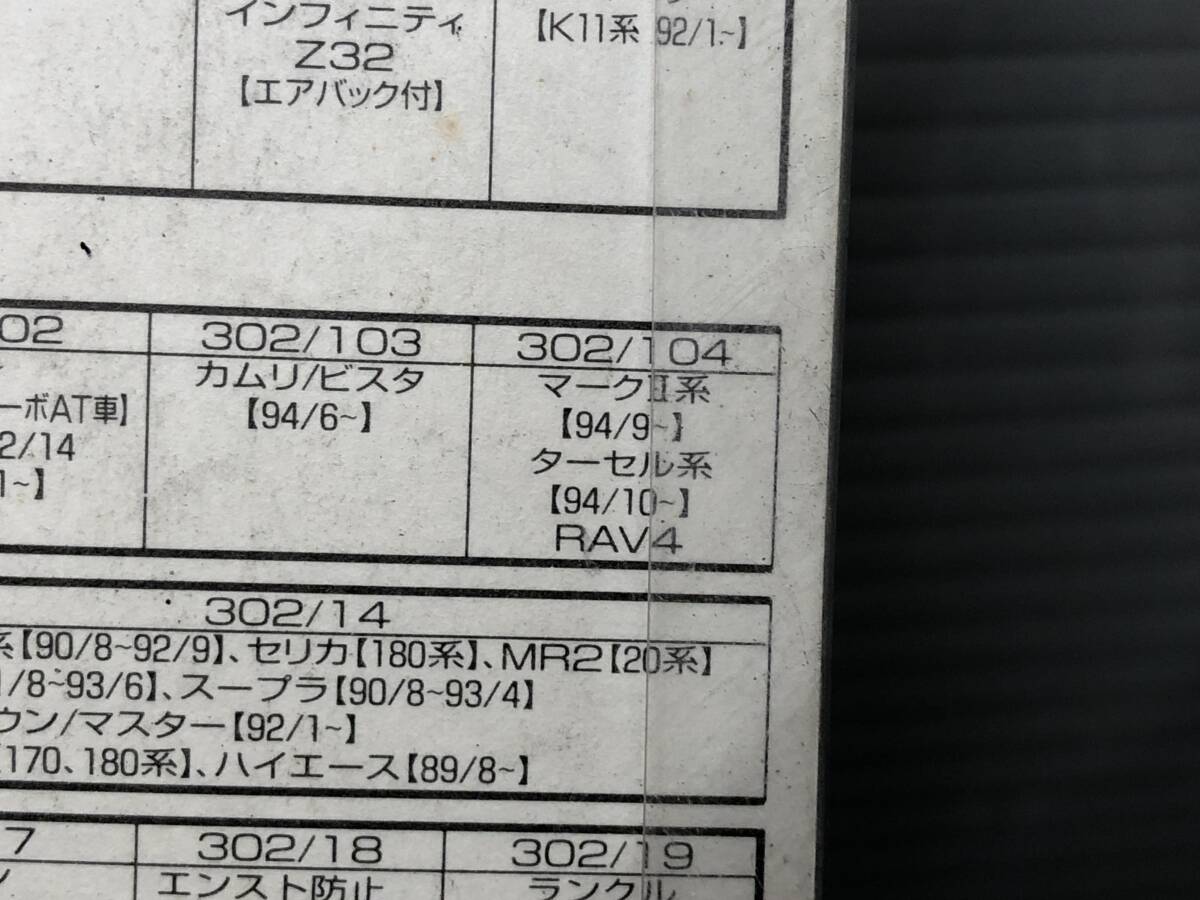 インフィニティ
Z32
【エアバック付】
【K11系 92/1~】
02
302/103
302/104
ーボAT車】
2/14
1~】
カムリ/ビスタ
【94/6~】
マークⅡ系
【94/9~】
ターセル系
【94/10~】
RAV4
302/14
系【90/8~92/9】、セリカ【180系】、MR2【20系】
1/8~93/6】、スープラ【90/8~93/4】
ウン/マスター【92/1~】
170、180系】、ハイエース【89/8~】
7
302/18
302/19
エンスト防止
ランクル